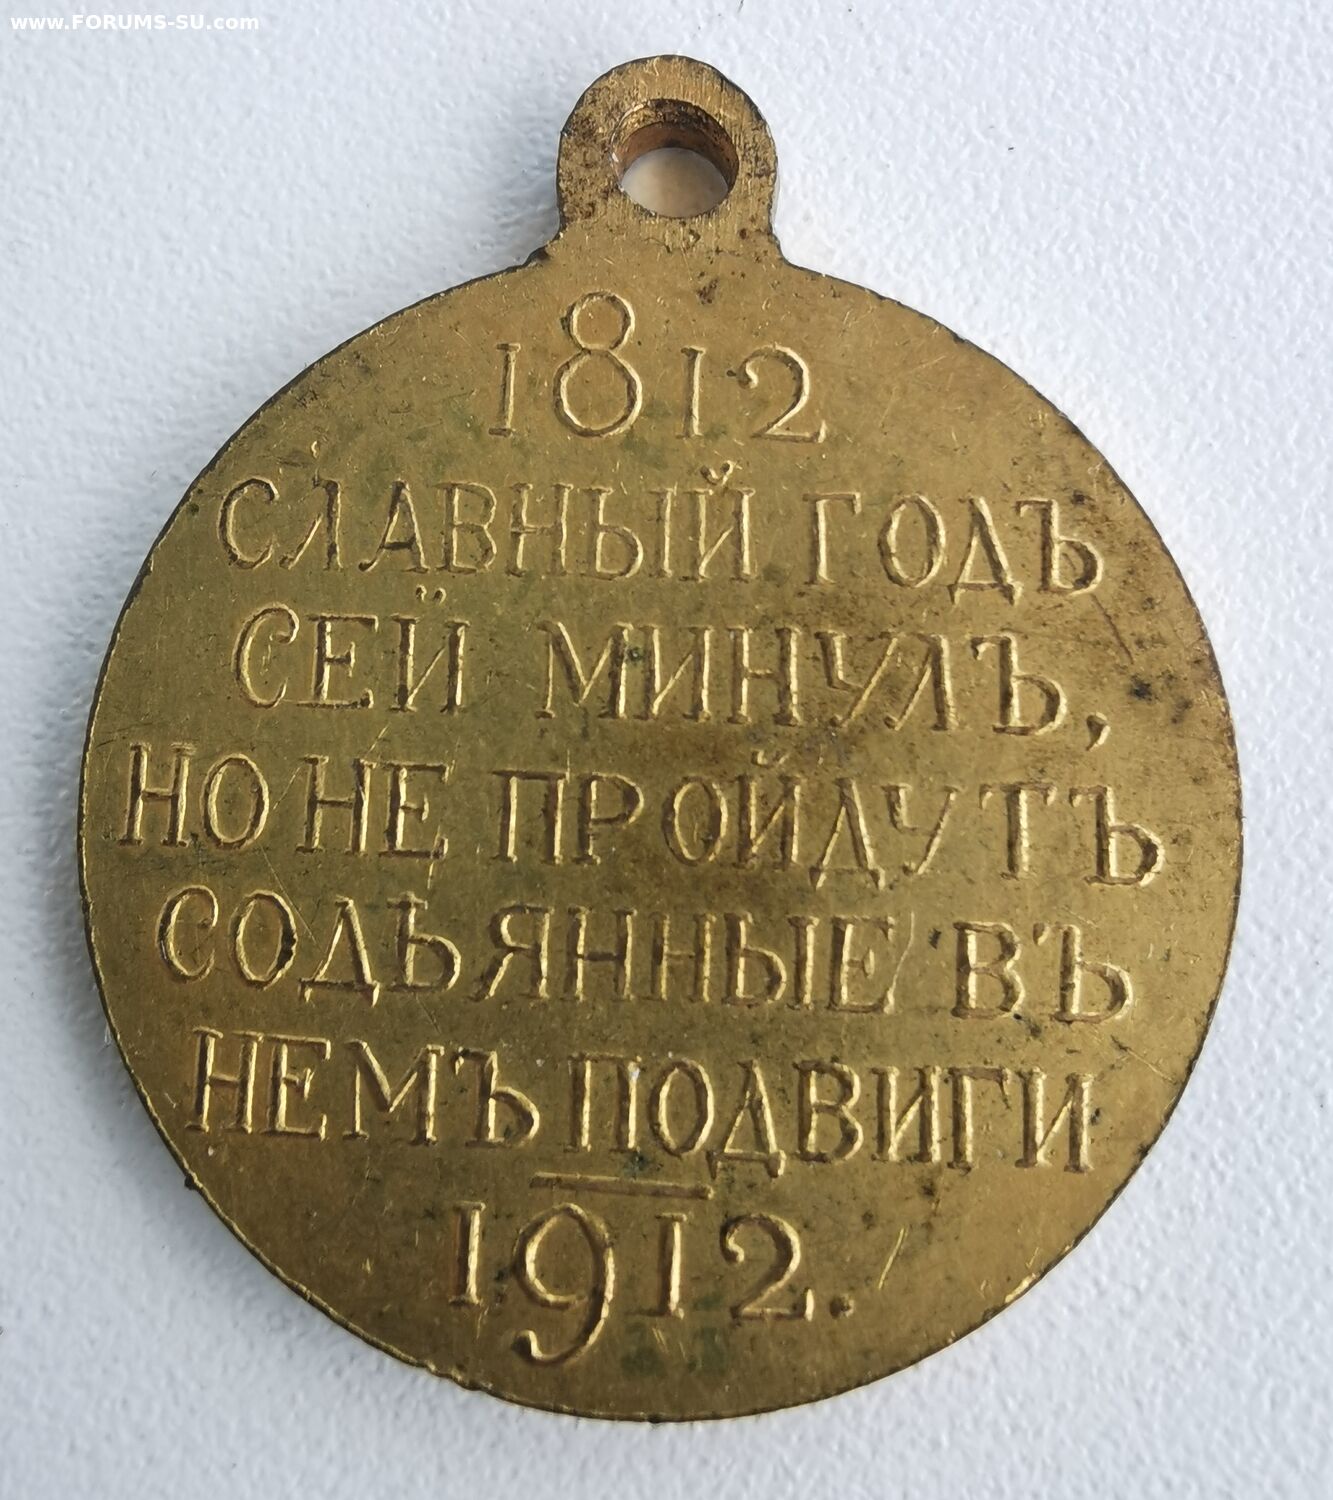 www.FORUMS-SU.com
1812
СЛАВНЫЙ ГОДЪ
СЕЙ МИНУЛЪ,
НО НЕ ПРОЙДУТЪ
СОДѢЯННЫЕ ВЪ
НЕМЪ ПОДВИГИ
1912.